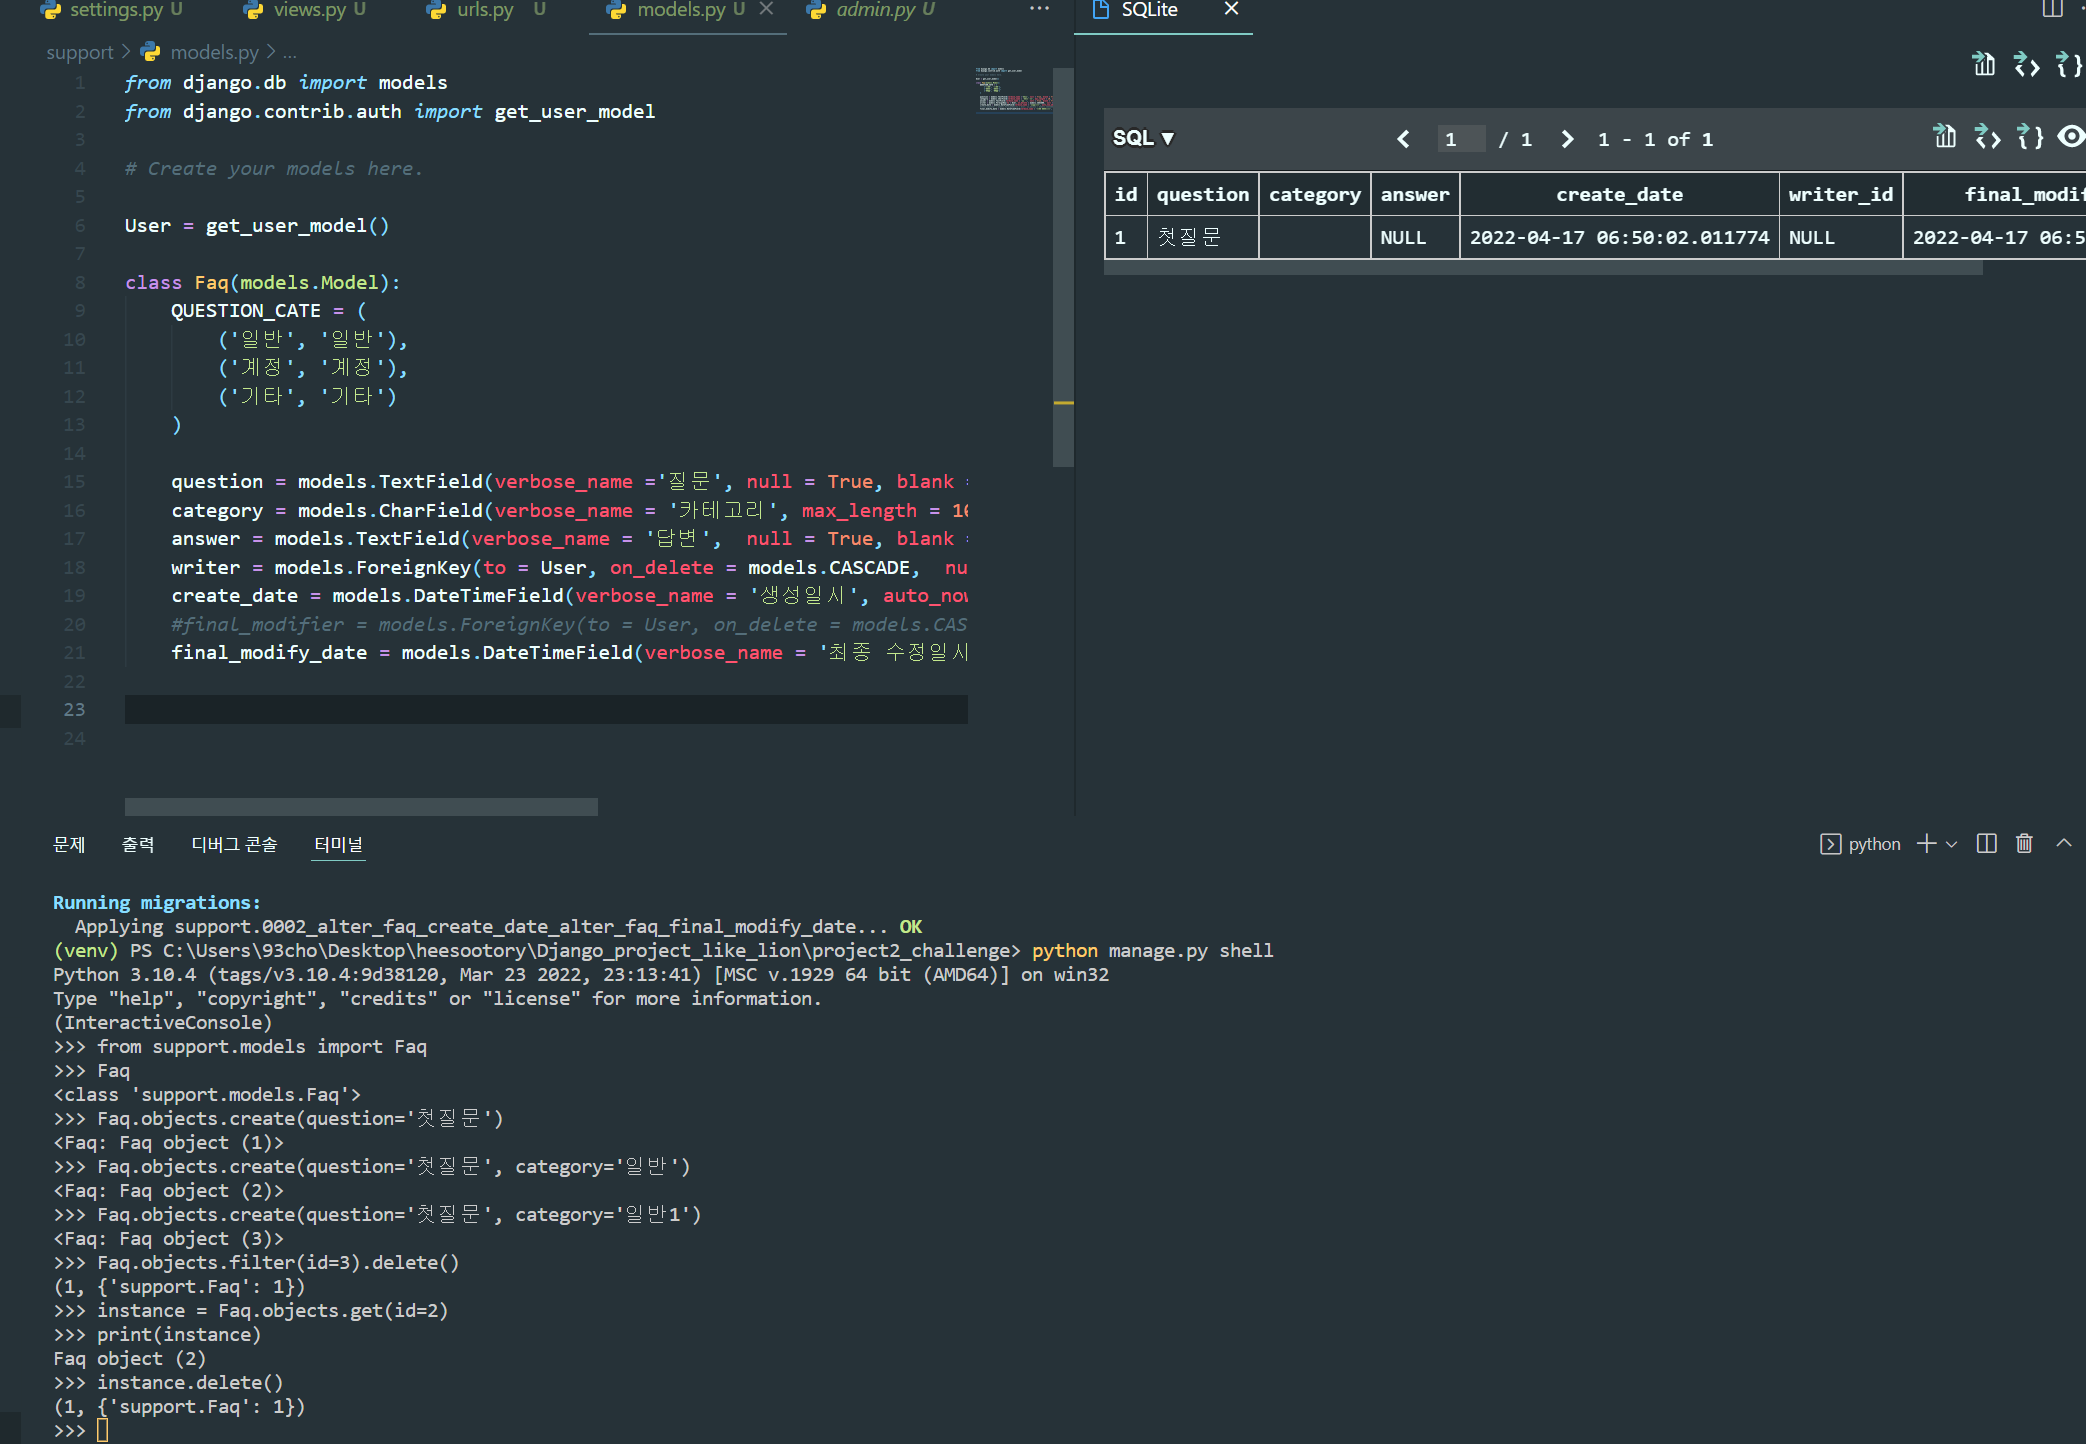 settings.py U views.py U urls.py U models.py U admin.py U ...
support > models.py > ...
1 from django.db import models
2 from django.contrib.auth import get_user_model
3
4 # Create your models here.
5
6 User = get_user_model()
7
8 class Faq(models.Model):
9 QUESTION_CATE = (
10 ('일반', '일반'),
11 ('계정', '계정'),
12 ('기타', '기타')
13 )
14
15 question = models.TextField(verbose_name ='질문', null = True, blank
16 category = models.CharField(verbose_name = '카테고리', max_length =
17 answer = models.TextField(verbose_name = '답변',  null = True, blank
18 writer = models.ForeignKey(to = User, on_delete = models.CASCADE,  nu
19 create_date = models.DateTimeField(verbose_name = '생성일시', auto_now
20 #final_modifier = models.ForeignKey(to = User, on_delete = models.CAS
21 final_modify_date = models.DateTimeField(verbose_name = '최종 수정일시
22
23
24
SQLite
SQL ▼ < 1 / 1 > 1 - 1 of 1
id question category answer create_date writer_id final_modif
1 첫질문 NULL 2022-04-17 06:50:02.011774 NULL 2022-04-17 06:5
문제 출력 디버그 콘솔 터미널
python
Running migrations:
  Applying support.0002_alter_faq_create_date_alter_faq_final_modify_date... OK
(venv) PS C:\Users\93cho\Desktop\heesootory\Django_project_like_lion\project2_challenge> python manage.py shell
Python 3.10.4 (tags/v3.10.4:9d38120, Mar 23 2022, 23:13:41) [MSC v.1929 64 bit (AMD64)] on win32
Type "help", "copyright", "credits" or "license" for more information.
(InteractiveConsole)
>>> from support.models import Faq
>>> Faq
<class 'support.models.Faq'>
>>> Faq.objects.create(question='첫질문')
<Faq: Faq object (1)>
>>> Faq.objects.create(question='첫질문', category='일반')
<Faq: Faq object (2)>
>>> Faq.objects.create(question='첫질문', category='일반1')
<Faq: Faq object (3)>
>>> Faq.objects.filter(id=3).delete()
(1, {'support.Faq': 1})
>>> instance = Faq.objects.get(id=2)
>>> print(instance)
Faq object (2)
>>> instance.delete()
(1, {'support.Faq': 1})
>>>